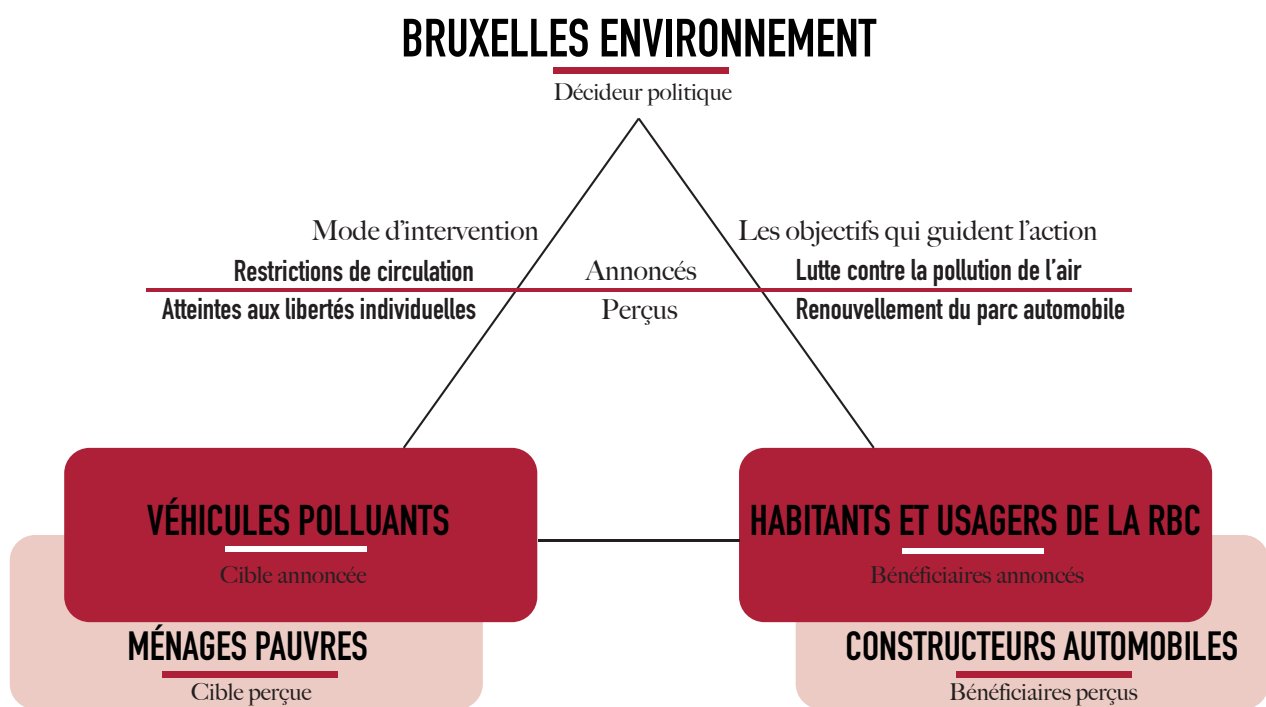 BRUXELLES ENVIRONNEMENT
Décideur politique
Mode d'intervention
Les objectifs qui guident l'action
Restrictions de circulation
Annoncés
Lutte contre la pollution de l'air
Atteintes aux libertés individuelles
Perçus
Renouvellement du parc automobile
VÉHICULES POLLUANTS
Cible annoncée
HABITANTS ET USAGERS DE LA RBC
Bénéficiaires annoncés
MÉNAGES PAUVRES
Cible perçue
CONSTRUCTEURS AUTOMOBILES
Bénéficiaires perçus